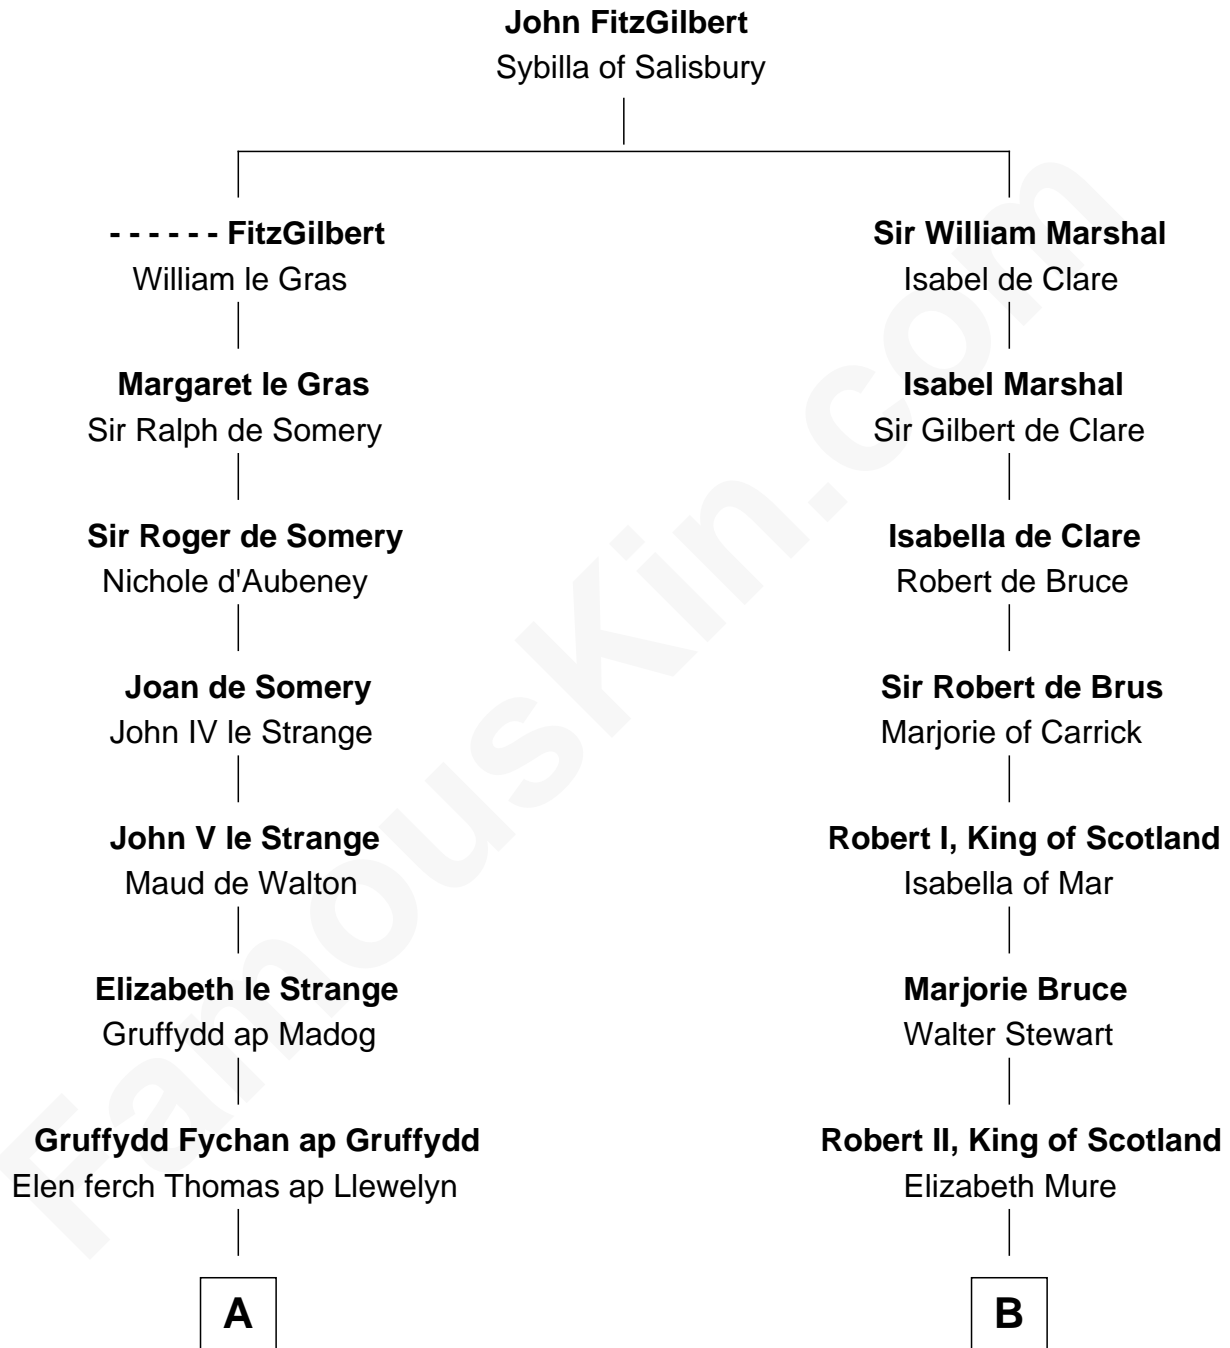 John FitzGilbert
Sybilla of Salisbury
- - - - - - FitzGilbert
William le Gras
Margaret le Gras
Sir Ralph de Somery
Sir Roger de Somery
Nichole d'Aubeney
Joan de Somery
John IV le Strange
John V le Strange
Maud de Walton
Elizabeth le Strange
Gruffydd ap Madog
Gruffydd Fychan ap Gruffydd
Elen ferch Thomas ap Llewelyn
A
Sir William Marshal
Isabel de Clare
Isabel Marshal
Sir Gilbert de Clare
Isabella de Clare
Robert de Bruce
Sir Robert de Brus
Marjorie of Carrick
Robert I, King of Scotland
Isabella of Mar
Marjorie Bruce
Walter Stewart
Robert II, King of Scotland
Elizabeth Mure
B
FamousKin.com